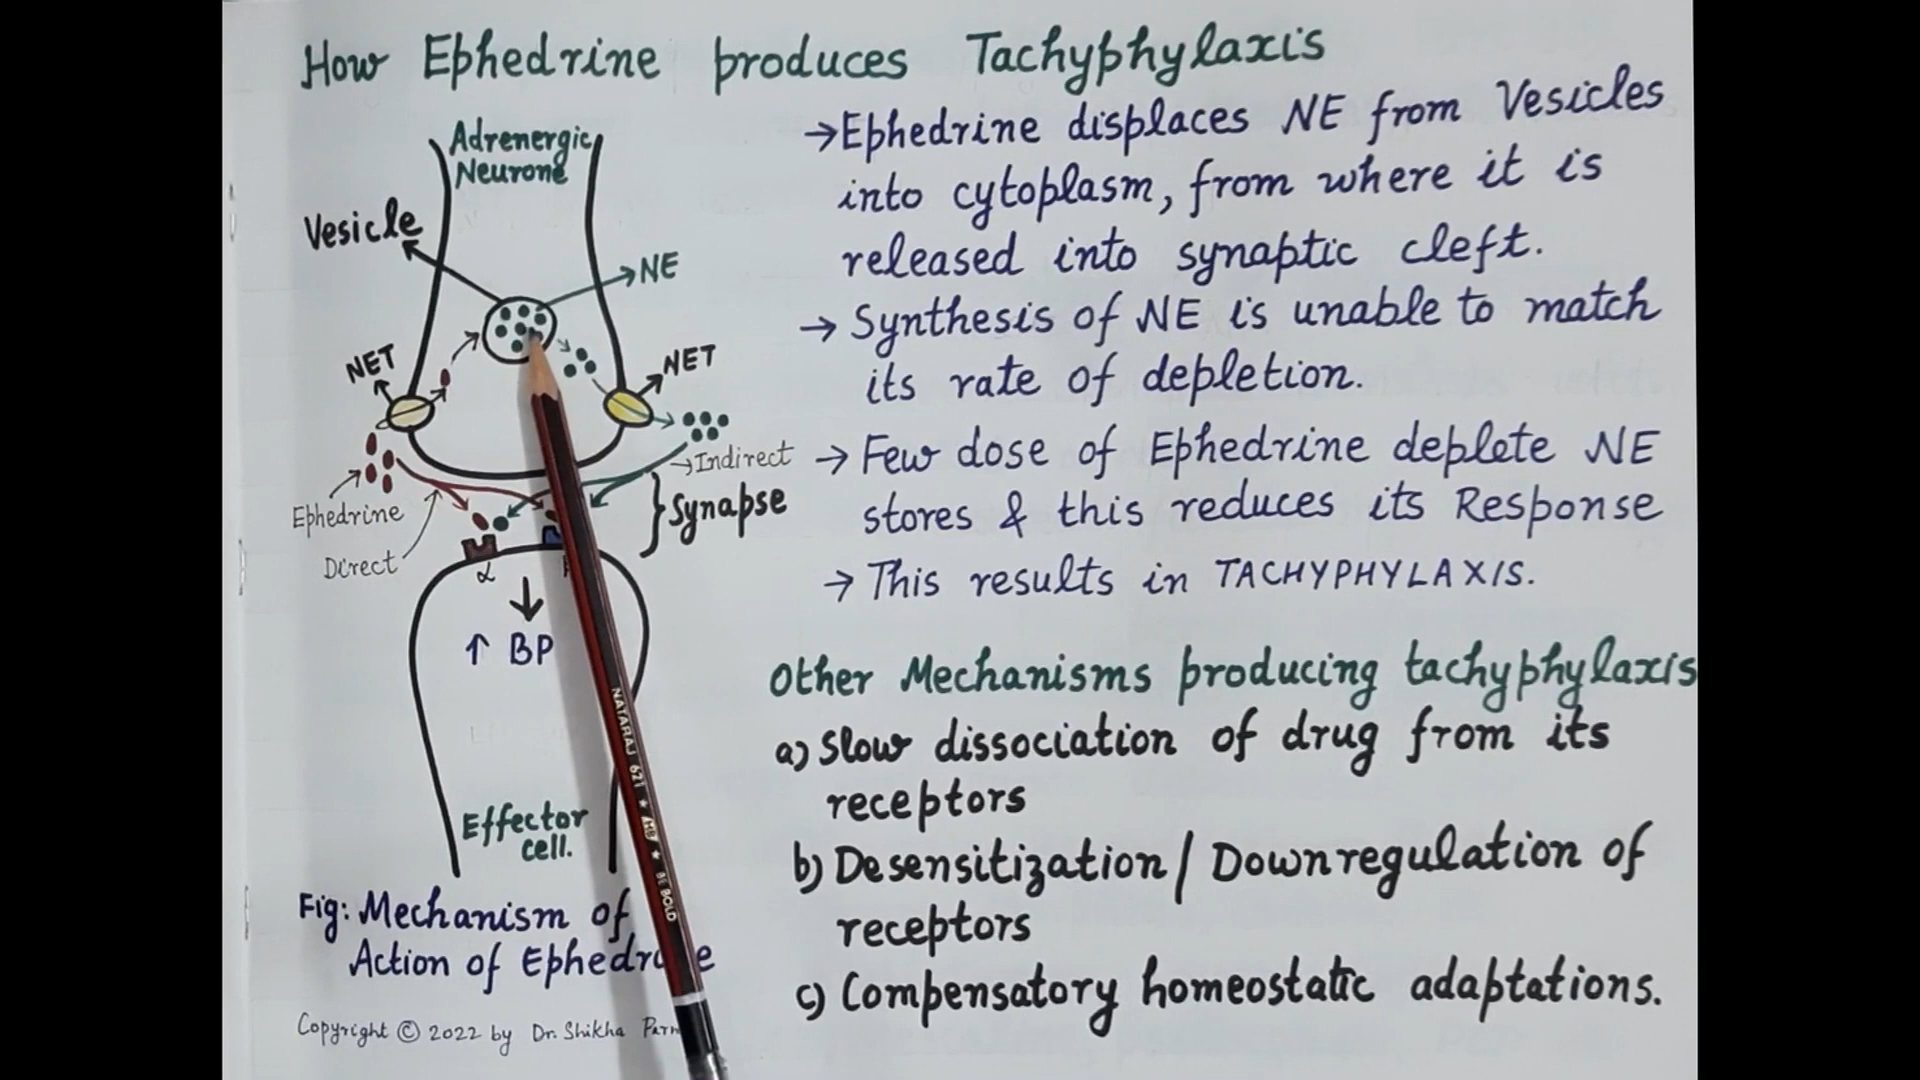 How Ephedrine produces Tachyphylaxis
Adrenergic
Neurone
Vesicle
NE
NET
NET
Indirect
Ephedrine
Direct
Synapse
α
↑ BP
Effector
cell.
Fig: Mechanism of
Action of Ephedr e
Copyright © 2022 by Dr. Shikha
→ Ephedrine displaces NE from Vesicles
into cytoplasm, from where it is
released into synaptic cleft.
→ Synthesis of NE is unable to match
its rate of depletion.
→ Few dose of Ephedrine deplete NE
stores & this reduces its Response
→ This results in TACHYPHYLAXIS.
Other Mechanisms producing tachyphylaxis
a) Slow dissociation of drug from its
receptors
b) Desensitization / Downregulation of
receptors
c) Compensatory homeostatic adaptations.
NATARAJ 621 ★ HB ★ BE BOLD